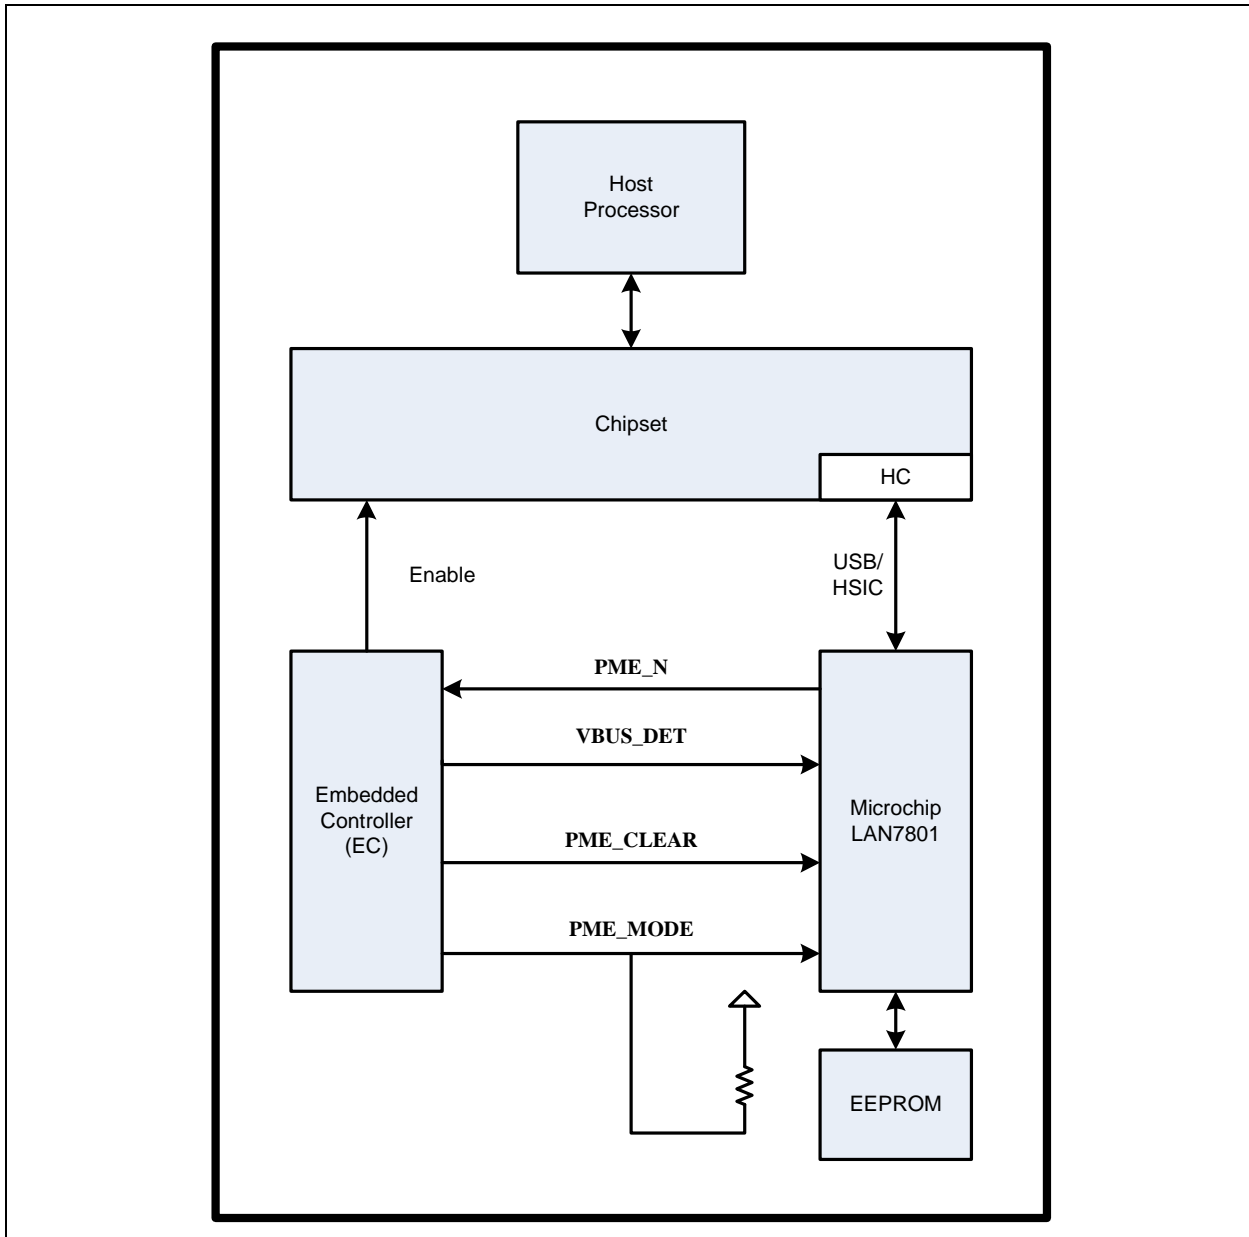 Host
Processor
Chipset
HC
Enable
USB/
HSIC
PME_N
VBUS_DET
Embedded
Controller
(EC)
Microchip
LAN7801
PME_CLEAR
PME_MODE
EEPROM